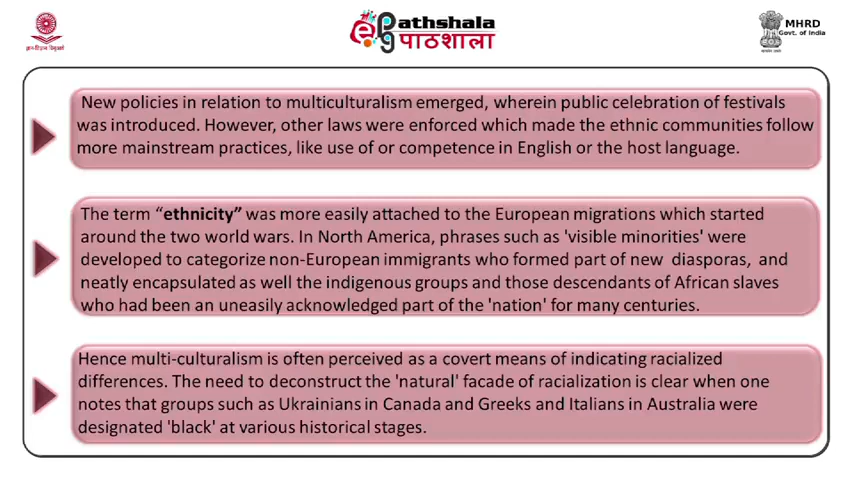 Pathshala
पाठशाला
MHRD
Govt. of India
New policies in relation to multiculturalism emerged, wherein public celebration of festivals
was introduced. However, other laws were enforced which made the ethnic communities follow
more mainstream practices, like use of or competence in English or the host language.
The term “ethnicity” was more easily attached to the European migrations which started
around the two world wars. In North America, phrases such as 'visible minorities' were
developed to categorize non-European immigrants who formed part of new diasporas, and
neatly encapsulated as well the indigenous groups and those descendants of African slaves
who had been an uneasily acknowledged part of the 'nation' for many centuries.
Hence multi-culturalism is often perceived as a covert means of indicating racialized
differences. The need to deconstruct the 'natural' facade of racialization is clear when one
notes that groups such as Ukrainians in Canada and Greeks and Italians in Australia were
designated 'black' at various historical stages.